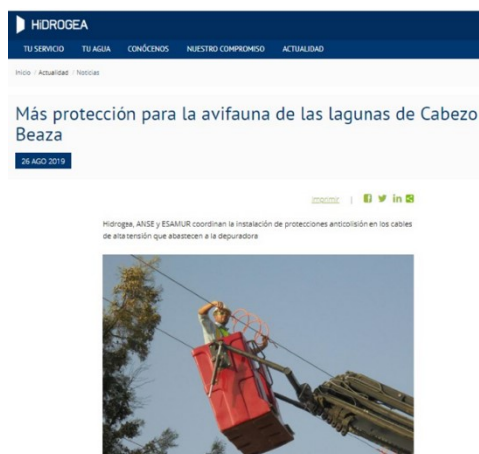 HIDROGEA
TU SERVICIO TU AGUA CONÓCENOS NUESTRO COMPROMISO ACTUALIDAD
Inicio / Actualidad / Noticias
Más protección para la avifauna de las lagunas de Cabezo
Beaza
26 AGO 2019
imprimir |
Hidrogea, ANSE y ESAMUR coordinan la instalación de protecciones anticolisión en los cables
de alta tensión que abastecen a la depuradora